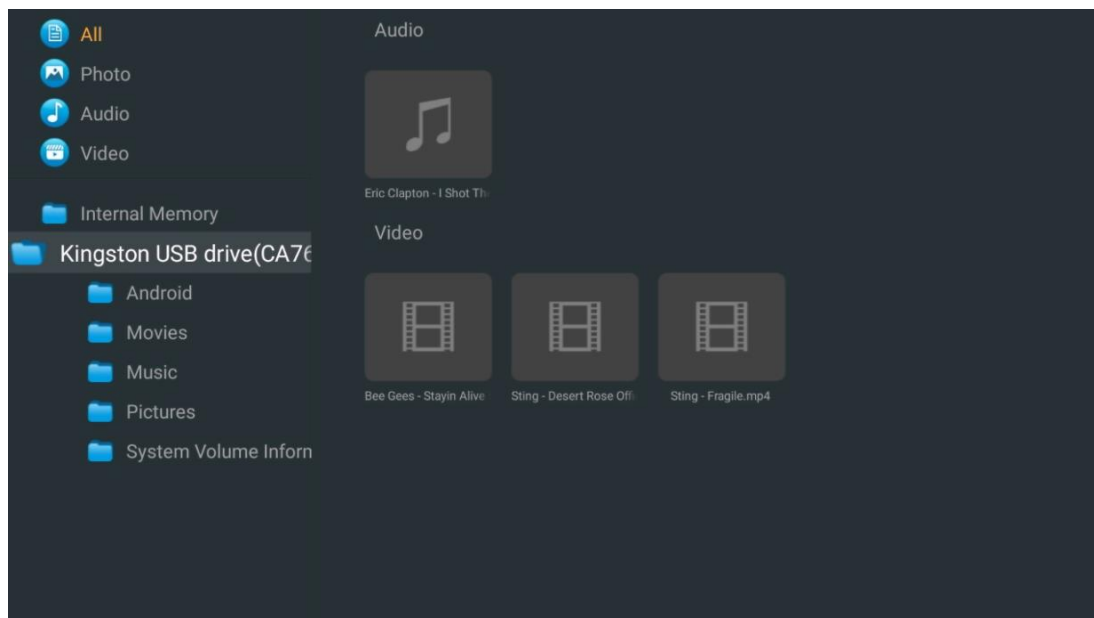 All
Photo
Audio
Video
Internal Memory
Kingston USB drive(CA76
Android
Movies
Music
Pictures
System Volume Inforn
Audio
Eric Clapton - I Shot Th
Video
Bee Gees - Stayin Alive
Sting - Desert Rose Offi
Sting - Fragile.mp4